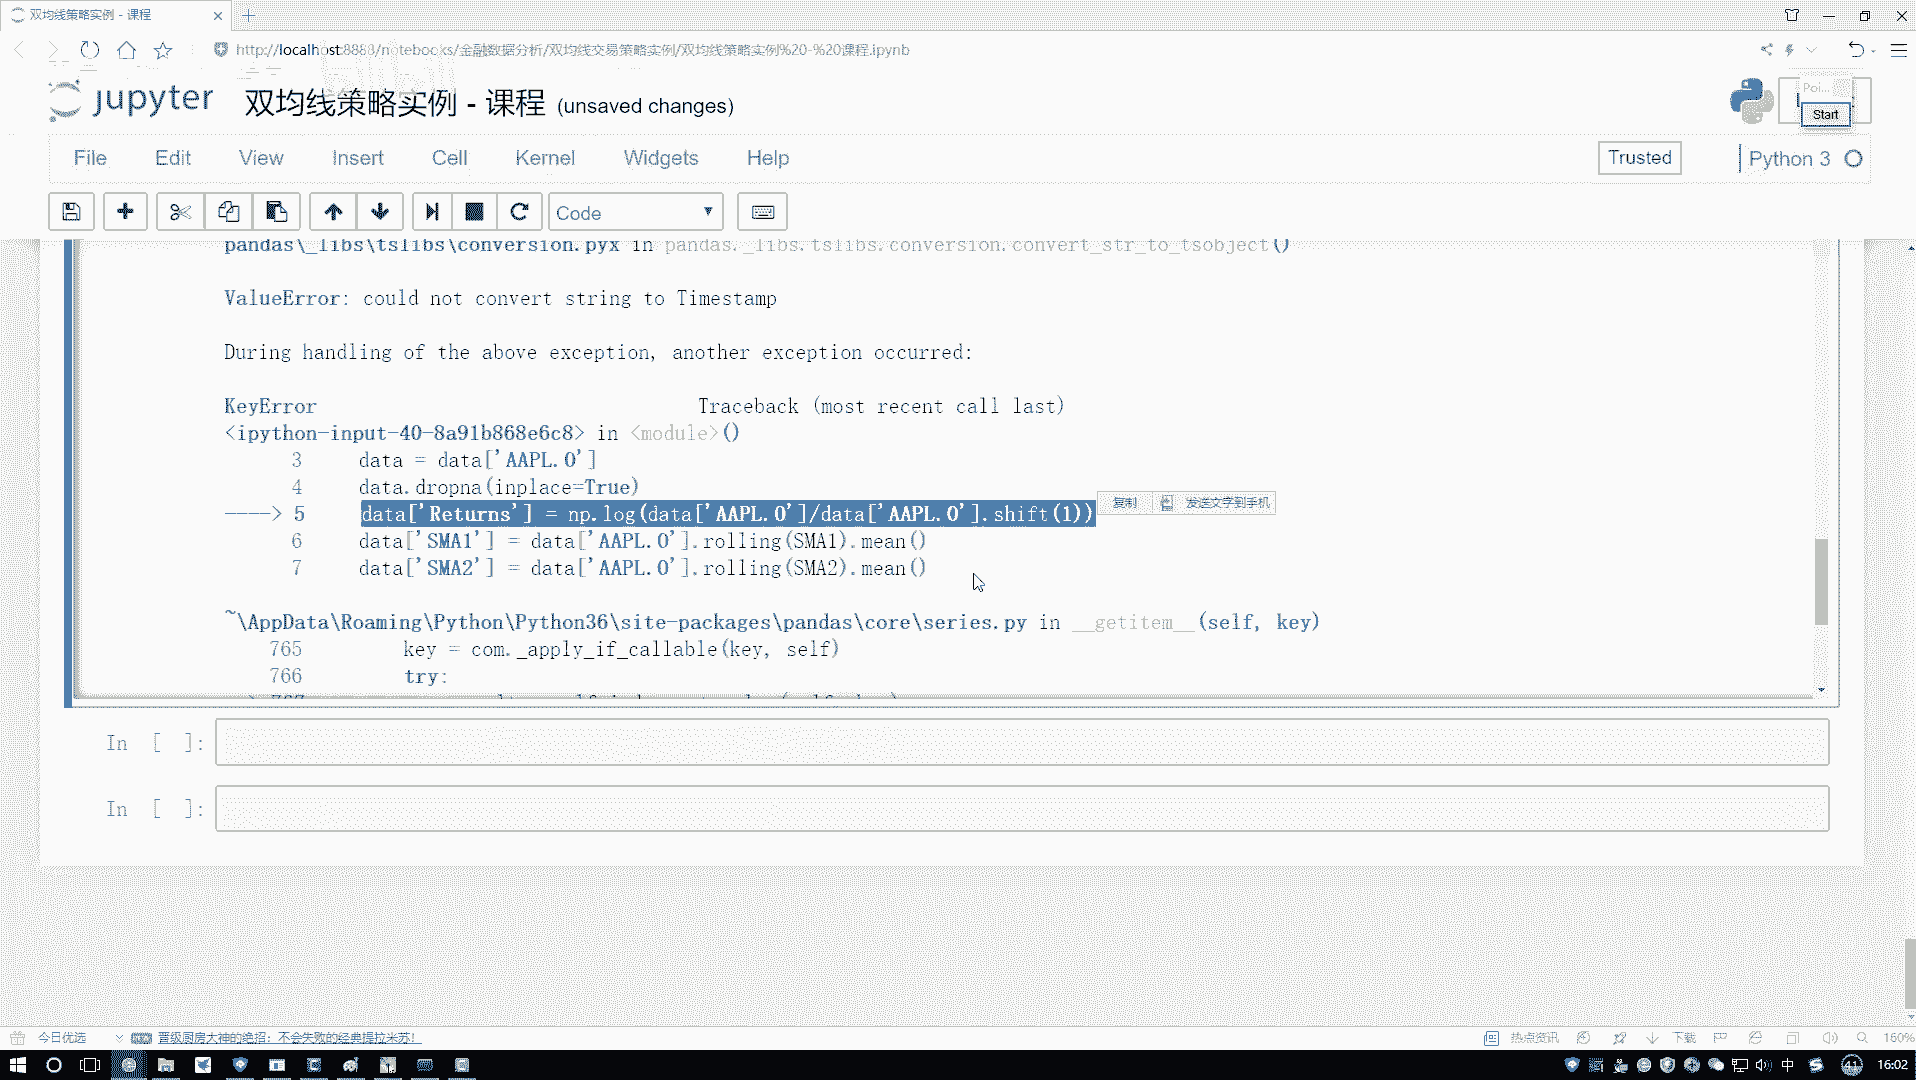 双均线策略实例 - 课程
http://localhost:8888/notebooks/金融数据分析/双均线交易策略实例/双均线策略实例%20-%20课程.ipynb
jupyter 双均线策略实例 - 课程 (unsaved changes)
Poi...
Start
File Edit View Insert Cell Kernel Widgets Help
Trusted
Python 3
Code
pandas\_libs\tslibs\conversion.pyx in pandas._libs.tslibs.conversion.convert_str_to_tsobject()
ValueError: could not convert string to Timestamp
During handling of the above exception, another exception occurred:
KeyError Traceback (most recent call last)
<ipython-input-40-8a91b868e6c8> in <module>()
3 data = data['AAPL.O']
4 data.dropna(inplace=True)
----> 5 data['Returns'] = np.log(data['AAPL.O']/data['AAPL.O'].shift(1))
复制 发送文字到手机
6 data['SMA1'] = data['AAPL.O'].rolling(SMA1).mean()
7 data['SMA2'] = data['AAPL.O'].rolling(SMA2).mean()
~\AppData\Roaming\Python\Python36\site-packages\pandas\core\series.py in __getitem__(self, key)
765 key = com._apply_if_callable(key, self)
766 try:
In [ ]:
In [ ]:
今日优选 晋级厨房大神的绝招：不会失败的经典提拉米苏！
热点资讯 下载 160%
中 41 16:02